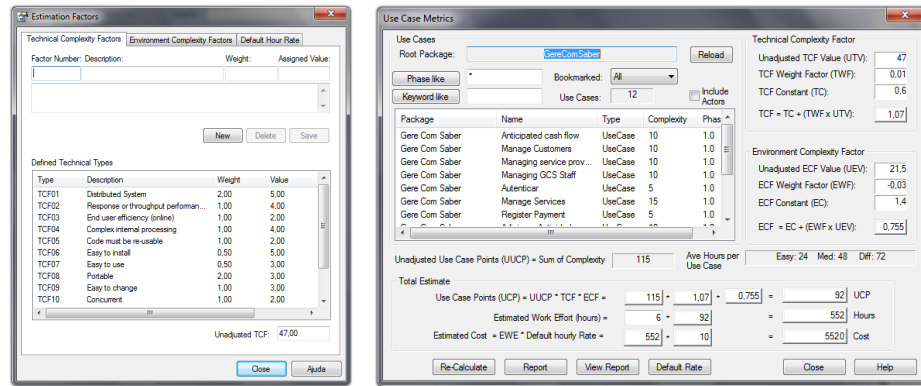 Estimation Factors
Technical Complexity Factors Environment Complexity Factors Default Hour Rate
Factor Number: Description: Weight: Assigned Value:
New Delete Save
Defined Technical Types
Type Description Weight Value
TCF01 Distributed System 2,00 5,00
TCF02 Response or throughput performan... 1,00 4,00
TCF03 End user efficiency (online) 1,00 2,00
TCF04 Complex internal processing 1,00 4,00
TCF05 Code must be re-usable 1,00 2,00
TCF06 Easy to install 0,50 5,00
TCF07 Easy to use 0,50 3,00
TCF08 Portable 2,00 3,00
TCF09 Easy to change 1,00 3,00
TCF10 Concurrent 1,00 2,00
Unadjusted TCF: 47,00
Close Ajuda
Use Case Metrics
Use Cases
Root Package: GereComSaber Reload
Phase like * Bookmarked: All
Keyword like * Use Cases: 12 Include Actors
Package Name Type Complexity Phas
Gere Com Saber Anticipated cash flow UseCase 10 1.0
Gere Com Saber Manage Customers UseCase 10 1.0
Gere Com Saber Managing service prov... UseCase 10 1.0
Gere Com Saber Managing GCS Staff UseCase 10 1.0
Gere Com Saber Autenticar UseCase 5 1.0
Gere Com Saber Manage Services UseCase 15 1.0
Gere Com Saber Register Payment UseCase 5 1.0
Technical Complexity Factor
Unadjusted TCF Value (UTV): 47
TCF Weight Factor (TWF): 0,01
TCF Constant (TC): 0,6
TCF = TC + (TWF x UTV): 1,07
Environment Complexity Factor
Unadjusted ECF Value (UEV): 21,5
ECF Weight Factor (EWF): -0,03
ECF Constant (EC): 1,4
ECF = EC + (EWF x UEV): 0,755
Unadjusted Use Case Points (UUCP) = Sum of Complexity 115
Ave Hours per Use Case Easy: 24 Med: 48 Diff: 72
Total Estimate
Use Case Points (UCP) = UUCP * TCF * ECF = 115 * 1,07 * 0,755 = 92 UCP
Estimated Work Effort (hours) = 6 * 92 = 552 Hours
Estimated Cost = EWE * Default hourly Rate = 552 * 10 = 5520 Cost
Re-Calculate Report View Report Default Rate Close Help